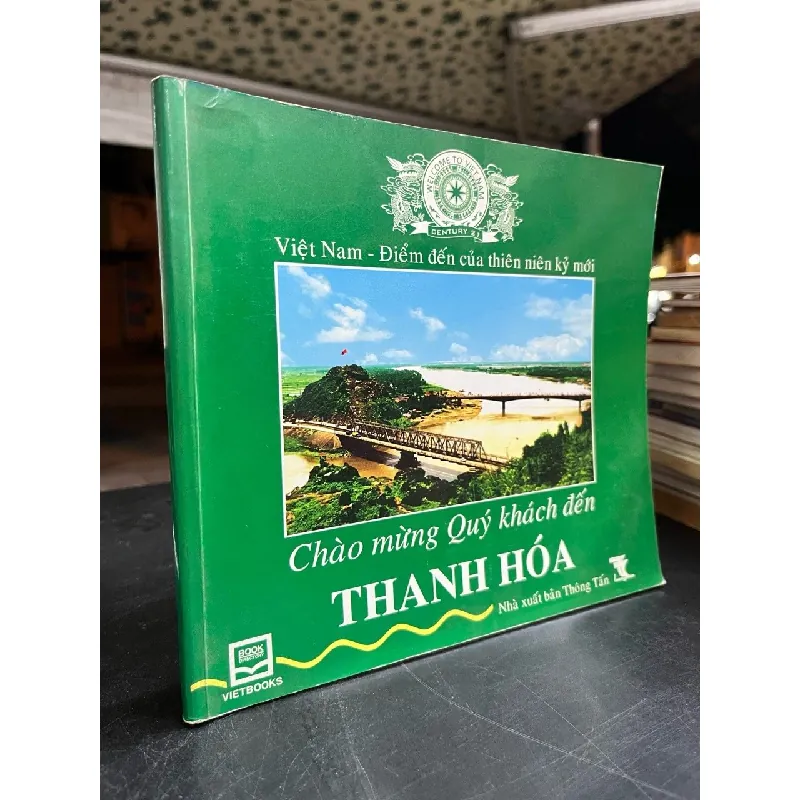 WELCOME TO VIETNAM
CENTURY 21
Việt Nam - Điểm đến của thiên niên kỷ mới
Chào mừng Quý khách đến
THANH HÓA
Nhà xuất bản Thông Tấn
BOOK
VIETBOOKS